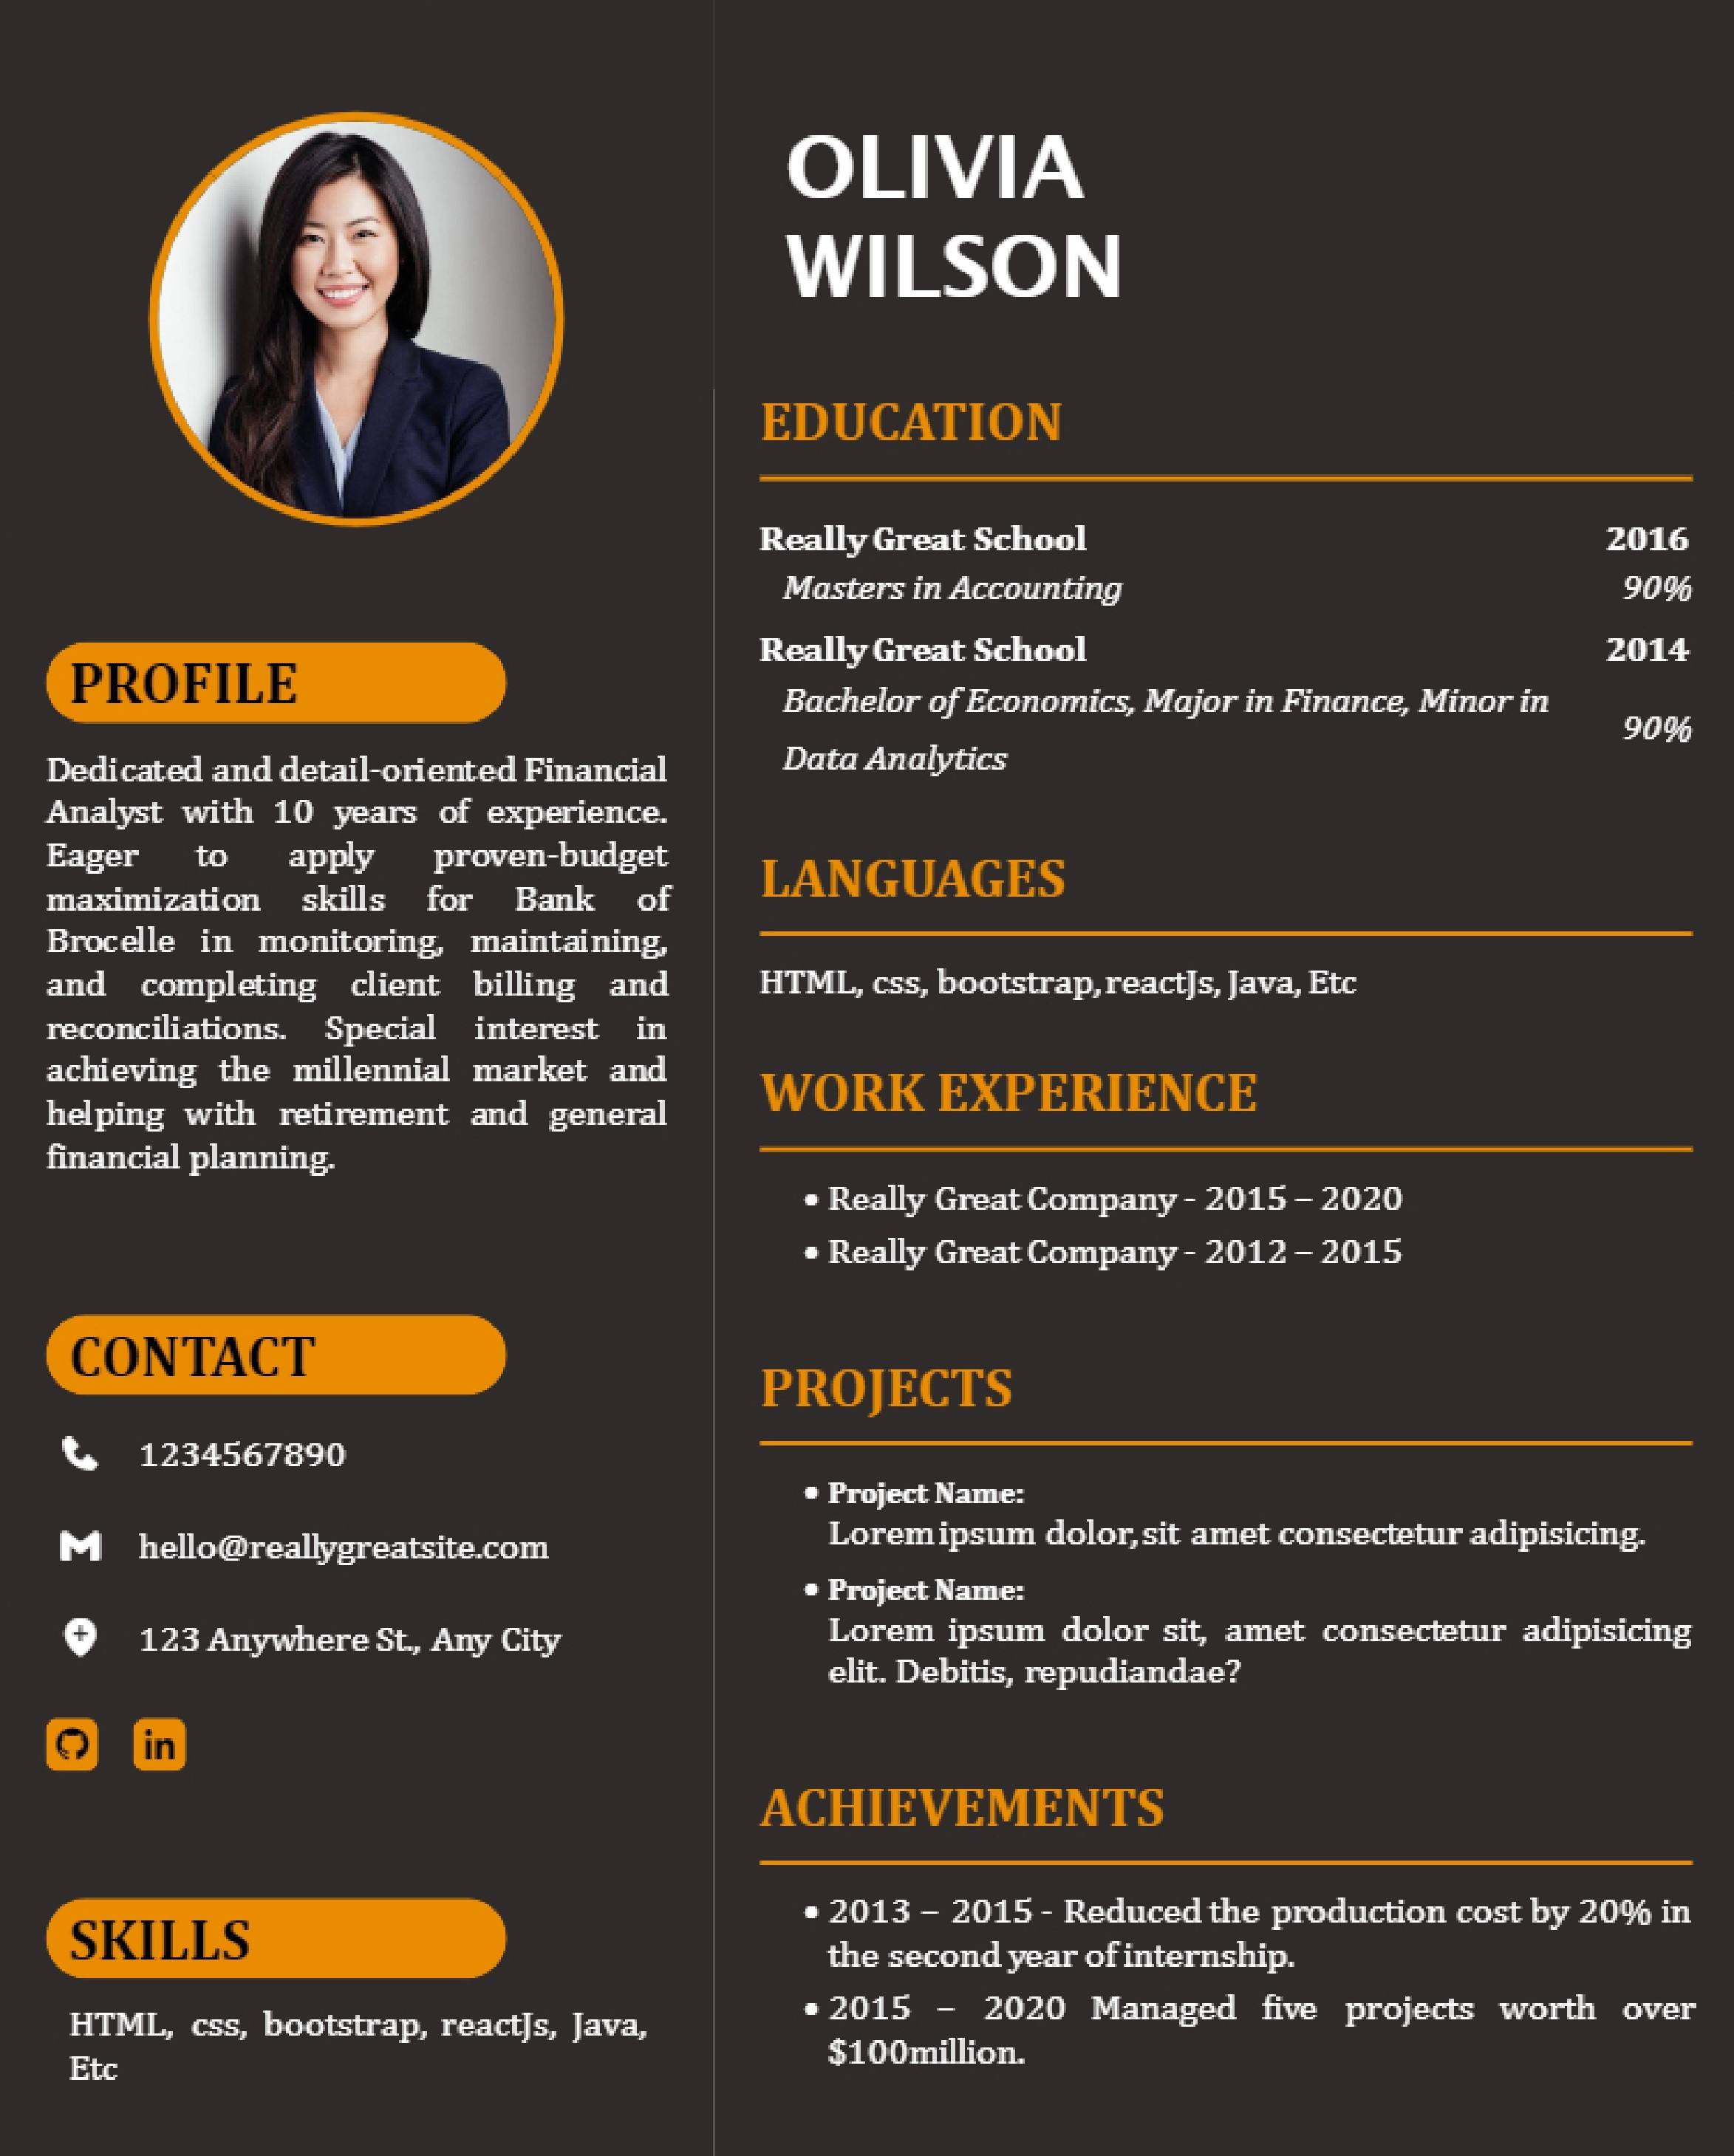 OLIVIA
WILSON
PROFILE
Dedicated and detail-oriented Financial
Analyst with 10 years of experience.
Eager to apply proven-budget
maximization skills for Bank of
Brocelle in monitoring, maintaining,
and completing client billing and
reconciliations. Special interest in
achieving the millennial market and
helping with retirement and general
financial planning.
CONTACT
1234567890
hello@reallygreatsite.com
123 Anywhere St., Any City
in
SKILLS
HTML, css, bootstrap, reactJs, Java,
Etc
EDUCATION
Really Great School 2016
Masters in Accounting 90%
Really Great School 2014
Bachelor of Economics, Major in Finance, Minor in
Data Analytics 90%
LANGUAGES
HTML, css, bootstrap, reactJs, Java, Etc
WORK EXPERIENCE
• Really Great Company - 2015 – 2020
• Really Great Company - 2012 – 2015
PROJECTS
• Project Name:
Lorem ipsum dolor, sit amet consectetur adipisicing.
• Project Name:
Lorem ipsum dolor sit, amet consectetur adipisicing
elit. Debitis, repudiandae?
ACHIEVEMENTS
• 2013 – 2015 - Reduced the production cost by 20% in
the second year of internship.
• 2015 – 2020 Managed five projects worth over
$100million.